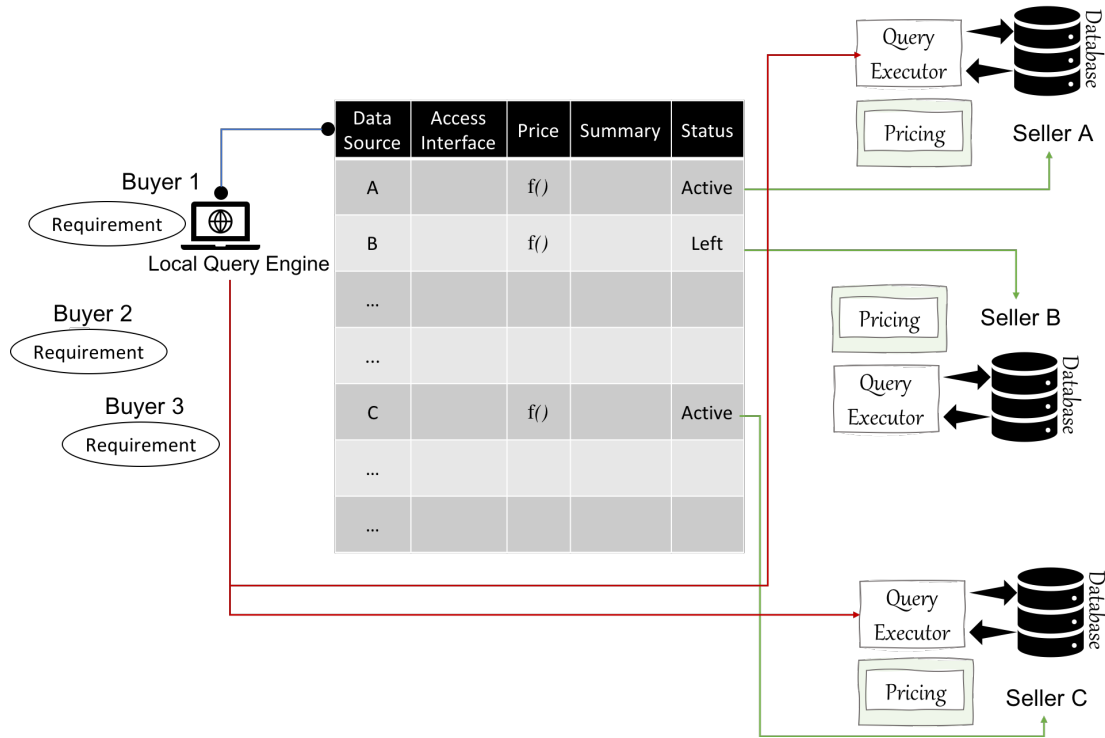 Buyer 1
Requirement
Local Query Engine
Buyer 2
Requirement
Buyer 3
Requirement
Data Source Access Interface Price Summary Status
A f() Active
B f() Left
...
...
C f() Active
...
...
Query
Executor
Database
Pricing
Seller A
Pricing
Seller B
Query
Executor
Database
Query
Executor
Database
Pricing
Seller C